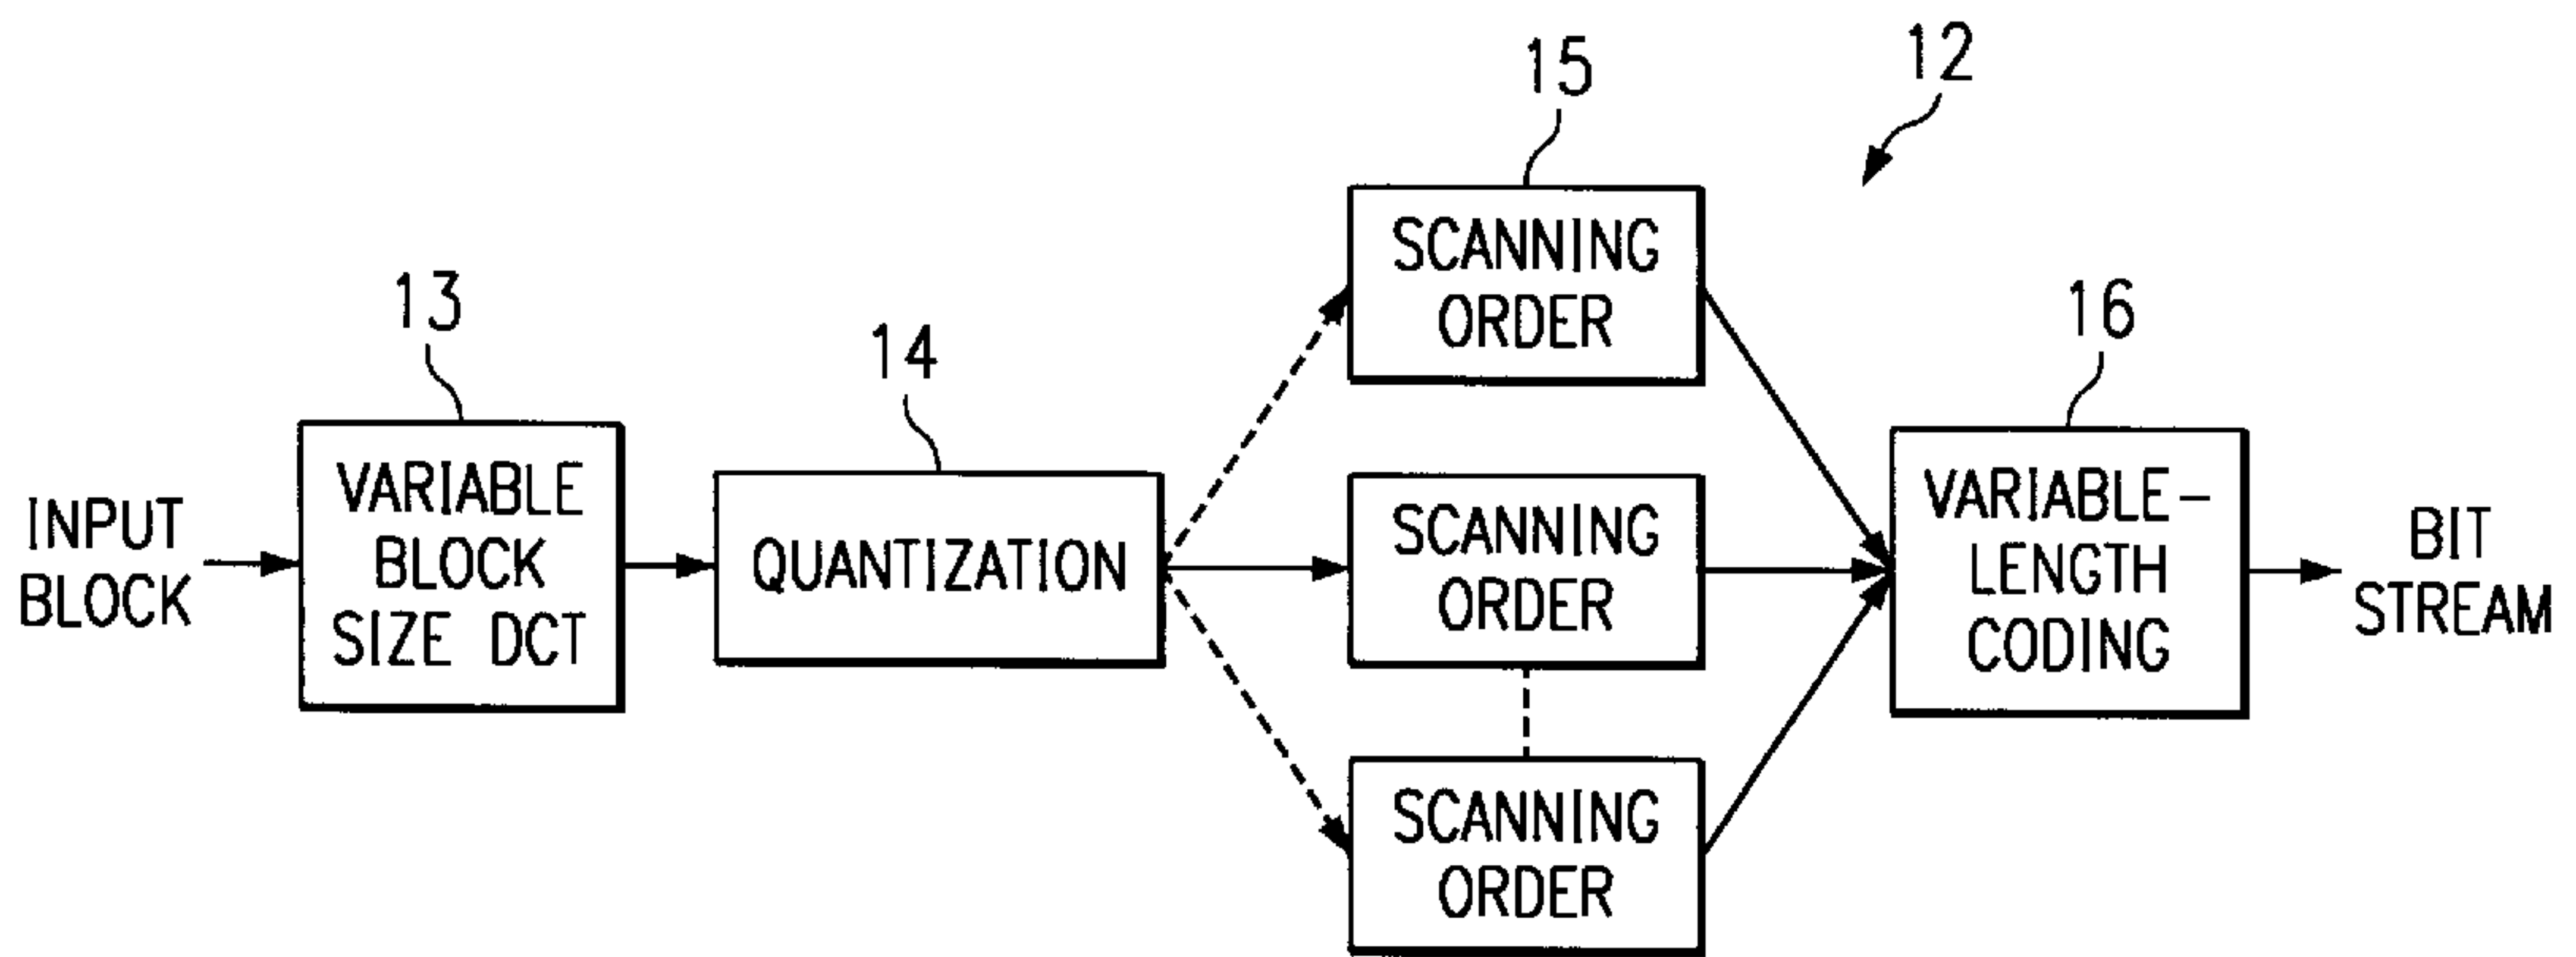 12
15
SCANNING
ORDER
13
14
16
INPUT
BLOCK
VARIABLE
BLOCK
SIZE DCT
QUANTIZATION
SCANNING
ORDER
VARIABLE-
LENGTH
CODING
BIT
STREAM
SCANNING
ORDER